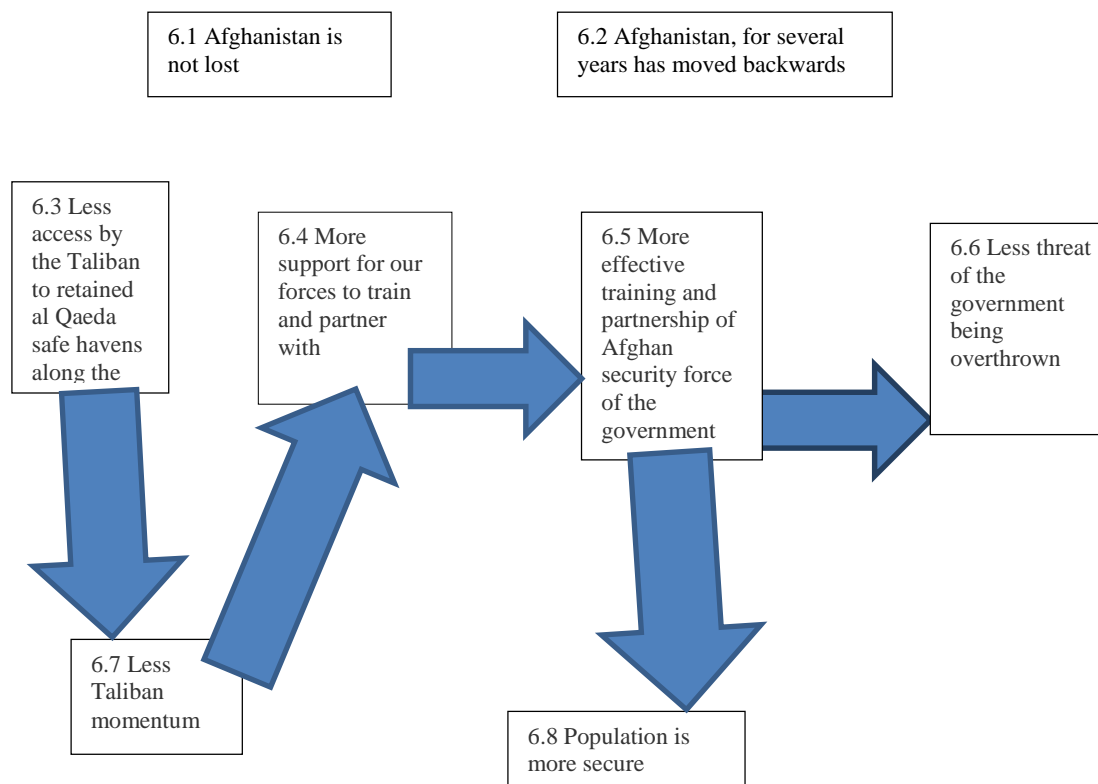 6.1 Afghanistan is
not lost
6.2 Afghanistan, for several
years has moved backwards
6.3 Less
access by
the Taliban
to retained
al Qaeda
safe havens
along the
6.4 More
support for our
forces to train
and partner
with
6.5 More
effective
training and
partnership of
Afghan
security force
of the
government
6.6 Less threat
of the
government
being
overthrown
6.7 Less
Taliban
momentum
6.8 Population is
more secure